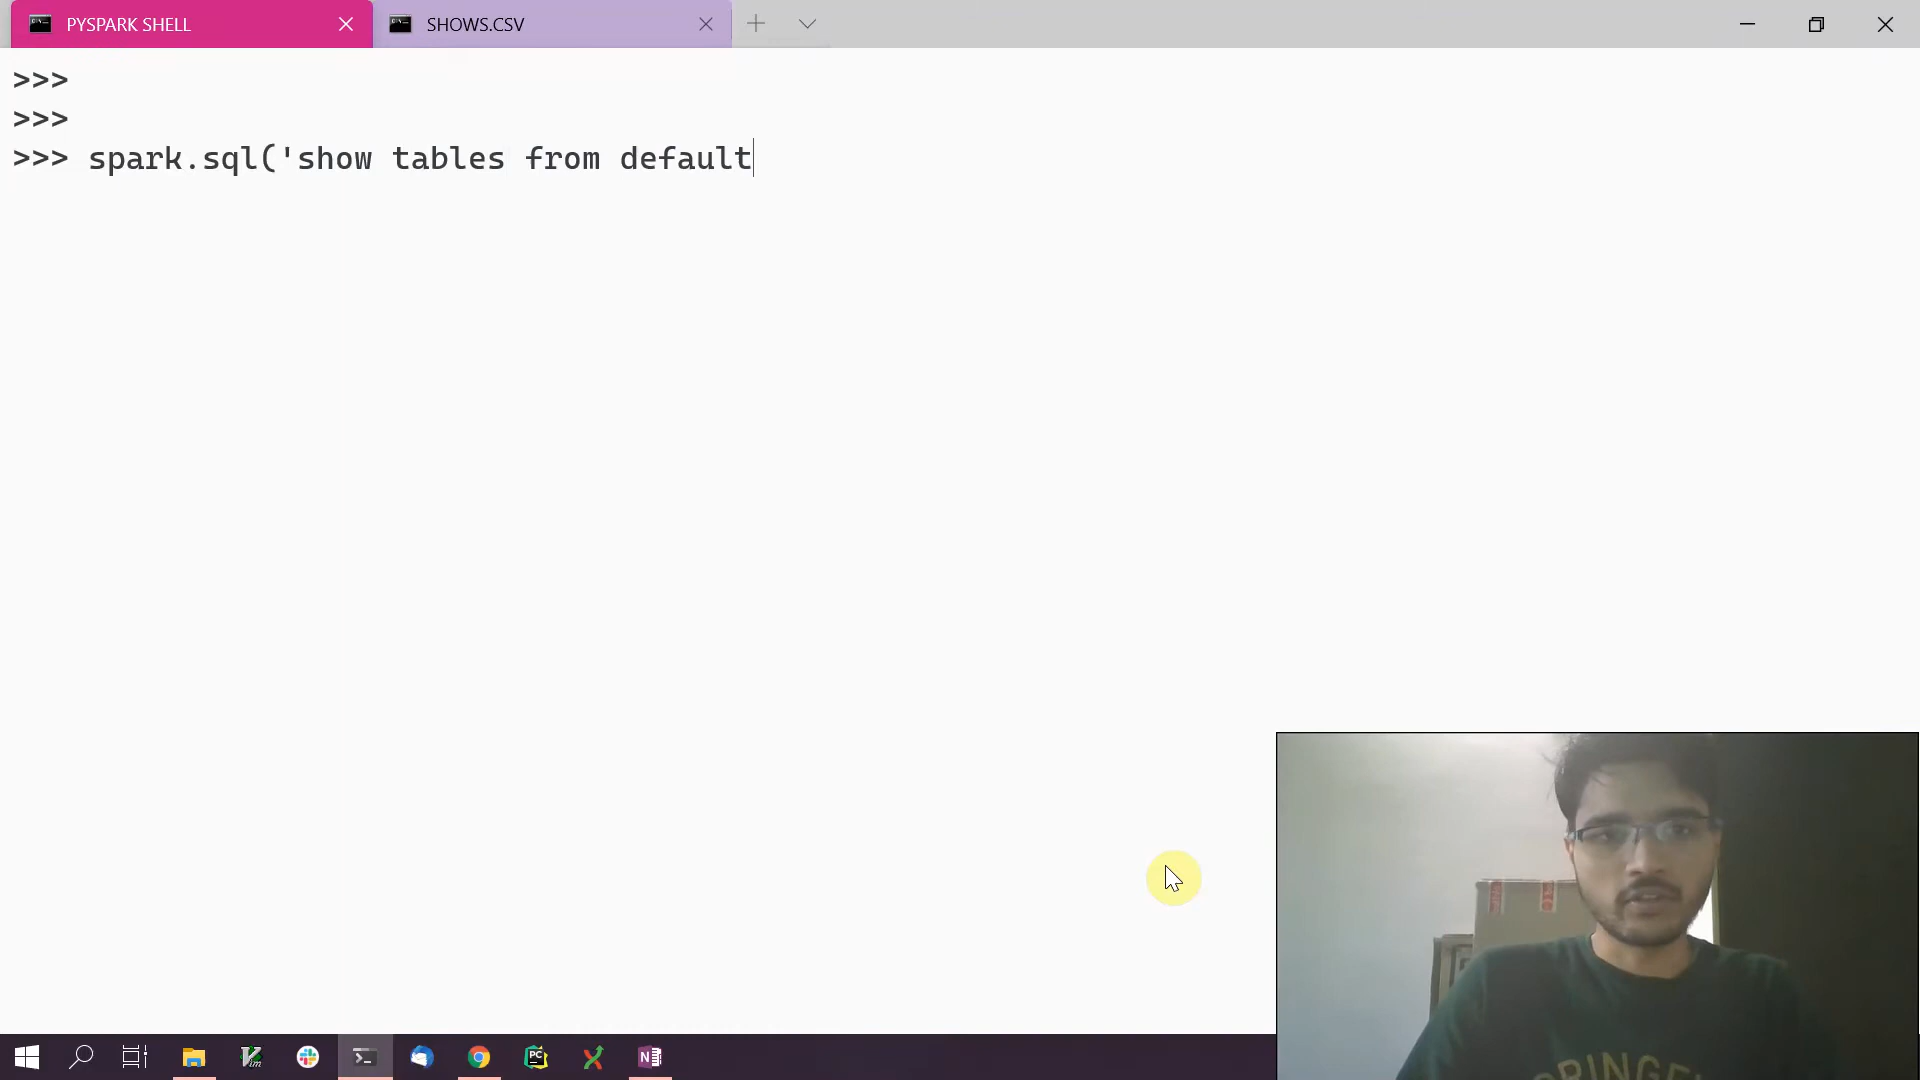 PYSPARK SHELL
SHOWS.CSV
>>>
>>>
>>> spark.sql('show tables from default